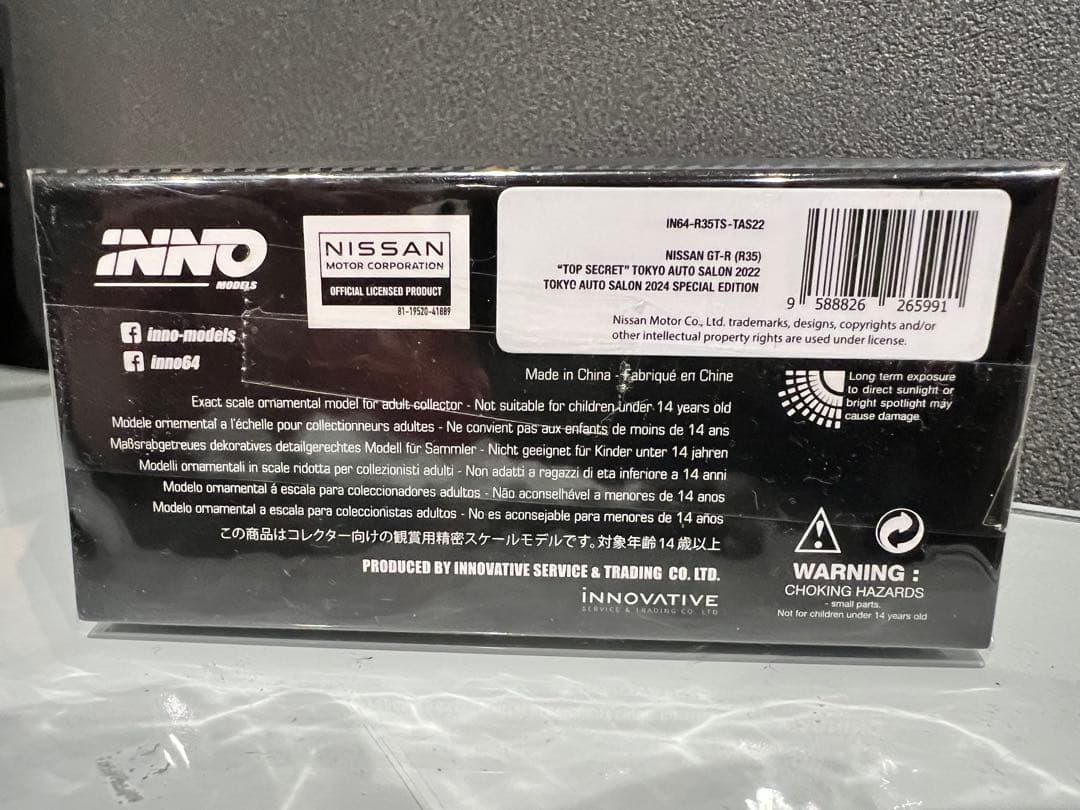 INNO
MODELS
inno-models
inno64
NISSAN
MOTOR CORPORATION
OFFICIAL LICENSED PRODUCT
81-19520-41889
IN64-R35TS-TAS22
NISSAN GT-R (R35)
"TOP SECRET" TOKYO AUTO SALON 2022
TOKYO AUTO SALON 2024 SPECIAL EDITION
9 588826 265991
Nissan Motor Co., Ltd. trademarks, designs, copyrights and/or
other intellectual property rights are used under license.
Made in China - Fabriqué en Chine
Long term exposure
to direct sunlight or
bright spotlight may
cause damage.
Exact scale ornamental model for adult collector - Not suitable for children under 14 years old
Modele ornemental a l'échelle pour collectionneurs adultes - Ne convient pas aux enfants de moins de 14 ans
Maßsrabgetreues dekoratives detailgerechtes Modell für Sammler - Nicht geeignet für Kinder unter 14 jahren
Modelli ornamentali in scale ridotta per collezionisti adulti - Non adatti a ragazzi di eta inferiore a 14 anni
Modelo ornamental á escala para coleccionadores adultos - Não aconselhável a menores de 14 anos
Modelo ornamental a escala para coleccionistas adultos - No es aconsejable para menores de 14 años
この商品はコレクター向けの観賞用精密スケールモデルです。対象年齢14歳以上
PRODUCED BY INNOVATIVE SERVICE & TRADING CO. LTD.
iNNOVATIVE
SERVICE & TRADING CO. LTD
WARNING :
CHOKING HAZARDS
- small parts.
Not for children under 14 years old